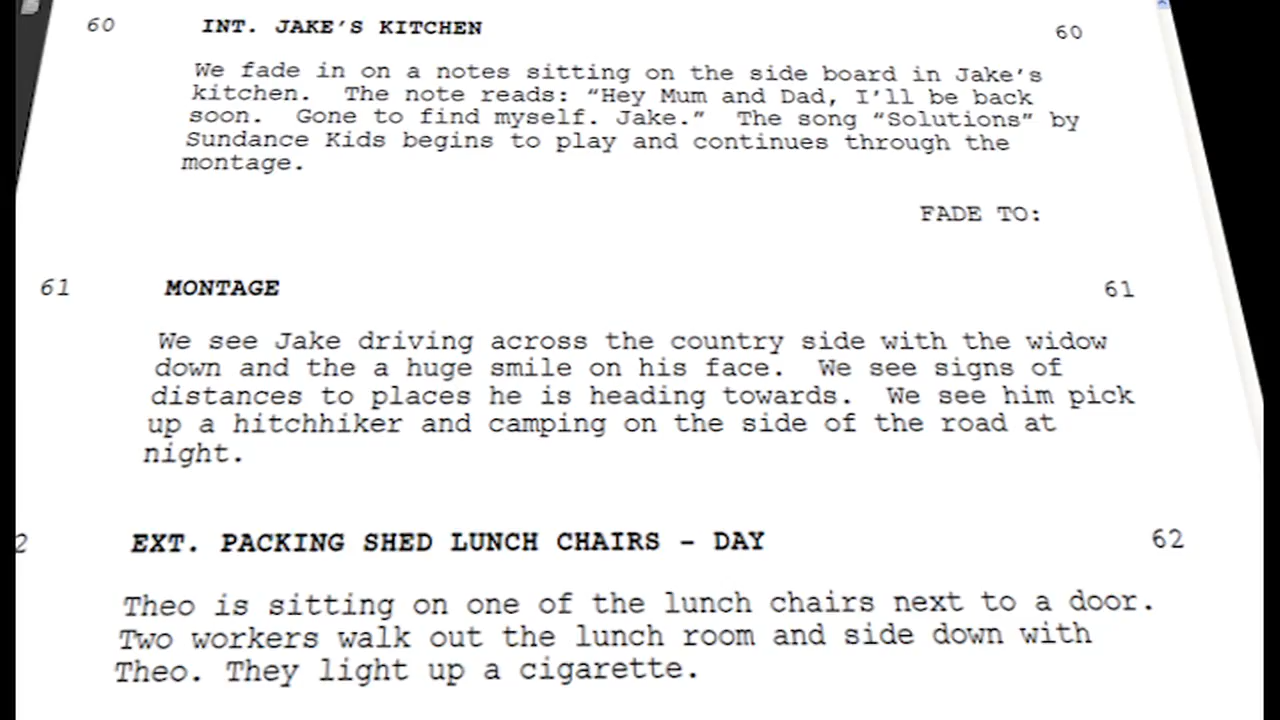 60 INT. JAKE’S KITCHEN 60
We fade in on a notes sitting on the side board in Jake’s
kitchen. The note reads: “Hey Mum and Dad, I’ll be back
soon. Gone to find myself. Jake.” The song “Solutions” by
Sundance Kids begins to play and continues through the
montage.
FADE TO:
61 MONTAGE 61
We see Jake driving across the country side with the widow
down and the a huge smile on his face. We see signs of
distances to places he is heading towards. We see him pick
up a hitchhiker and camping on the side of the road at
night.
2 EXT. PACKING SHED LUNCH CHAIRS – DAY 62
Theo is sitting on one of the lunch chairs next to a door.
Two workers walk out the lunch room and side down with
Theo. They light up a cigarette.